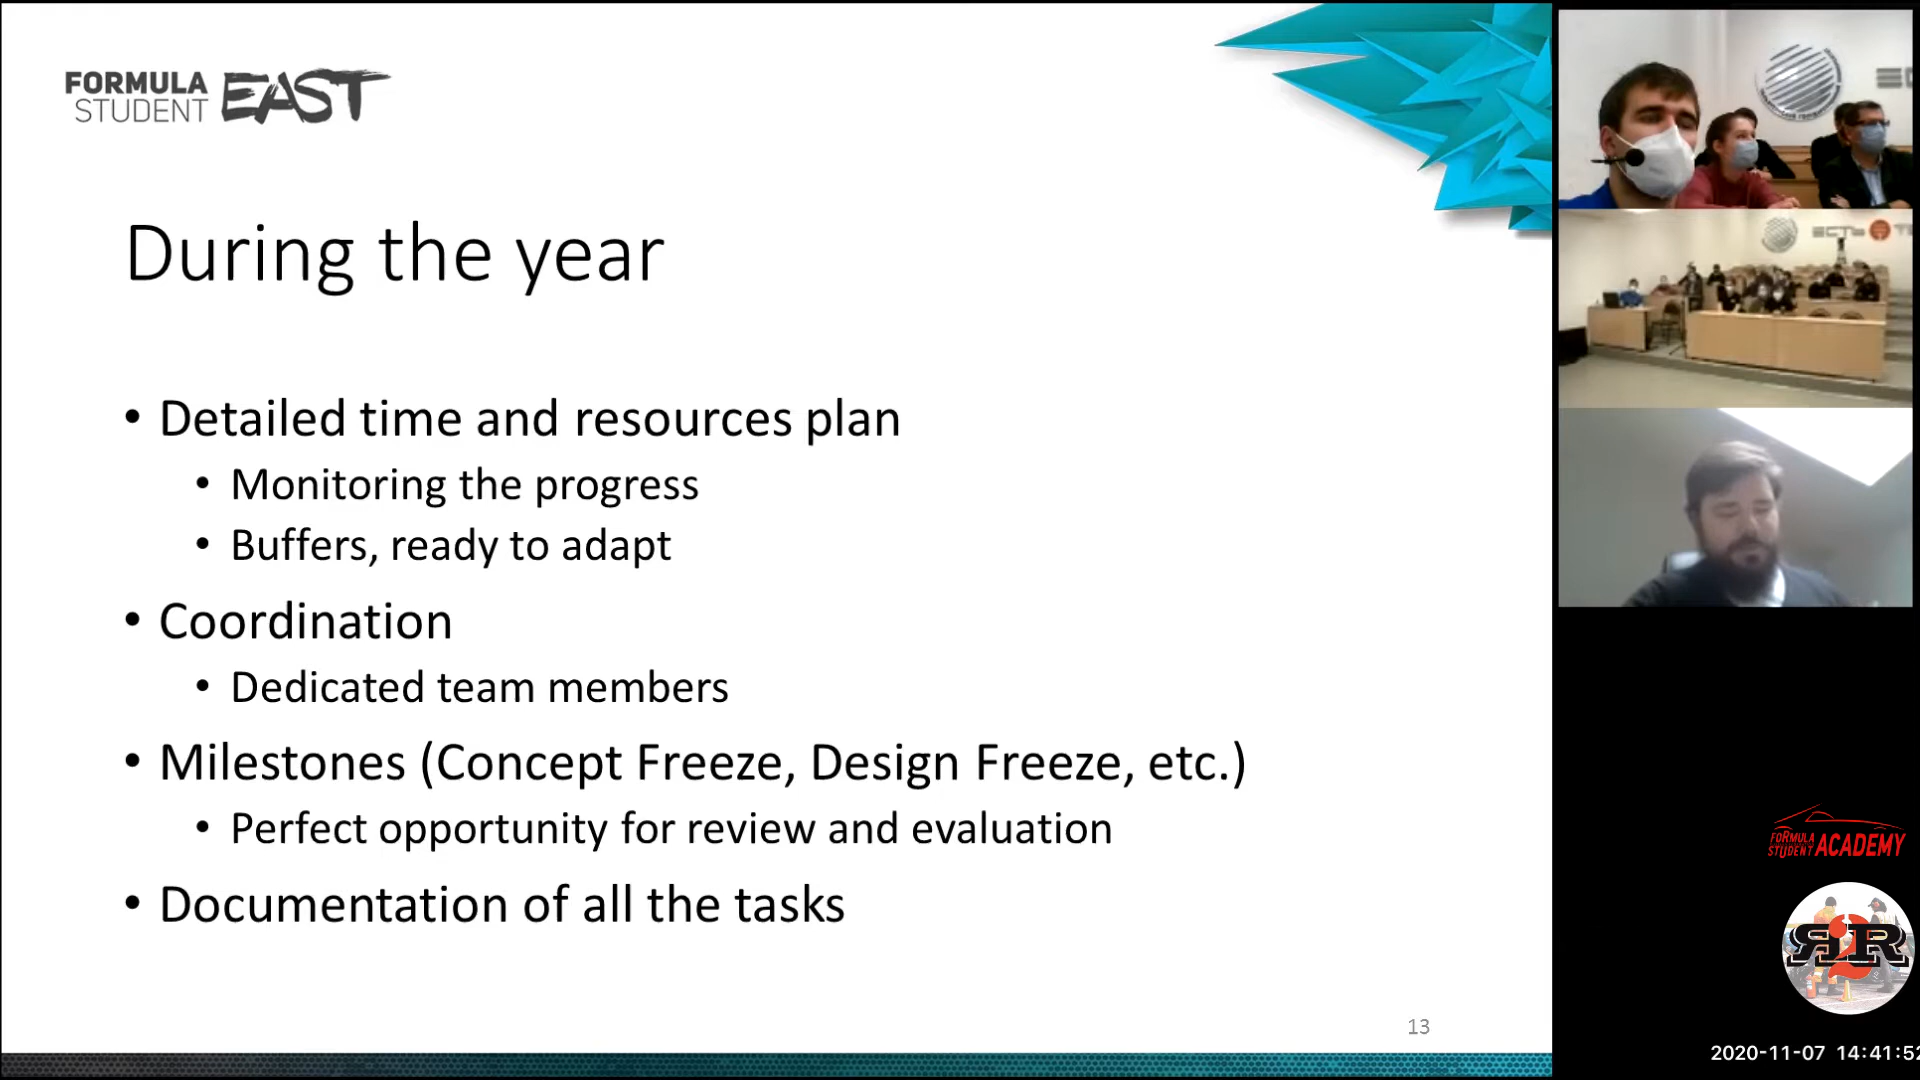 FORMULA
STUDENT EAST
During the year
• Detailed time and resources plan
• Monitoring the progress
• Buffers, ready to adapt
• Coordination
• Dedicated team members
• Milestones (Concept Freeze, Design Freeze, etc.)
• Perfect opportunity for review and evaluation
• Documentation of all the tasks
13
ЕСТЬ
FORMULA
STUDENT ACADEMY
Я2R
2020-11-07 14:41:52